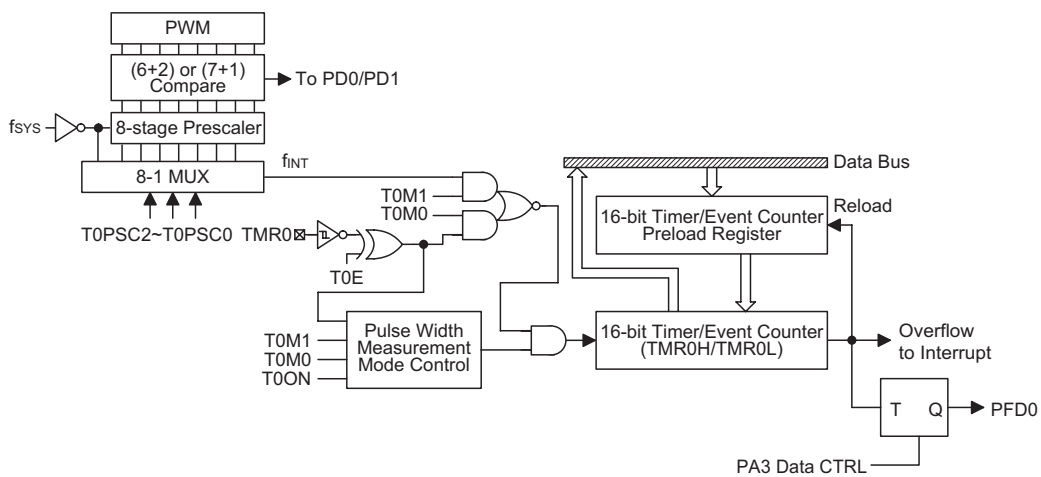 PWM
(6+2) or (7+1)
Compare
To PD0/PD1
fSYS
8-stage Prescaler
8-1 MUX
fINT
T0PSC2~T0PSC0
TMR0
T0E
T0M1
T0M0
Data Bus
16-bit Timer/Event Counter
Preload Register
Reload
T0M1
T0M0
T0ON
Pulse Width
Measurement
Mode Control
16-bit Timer/Event Counter
(TMR0H/TMR0L)
Overflow
to Interrupt
T Q
PFD0
PA3 Data CTRL